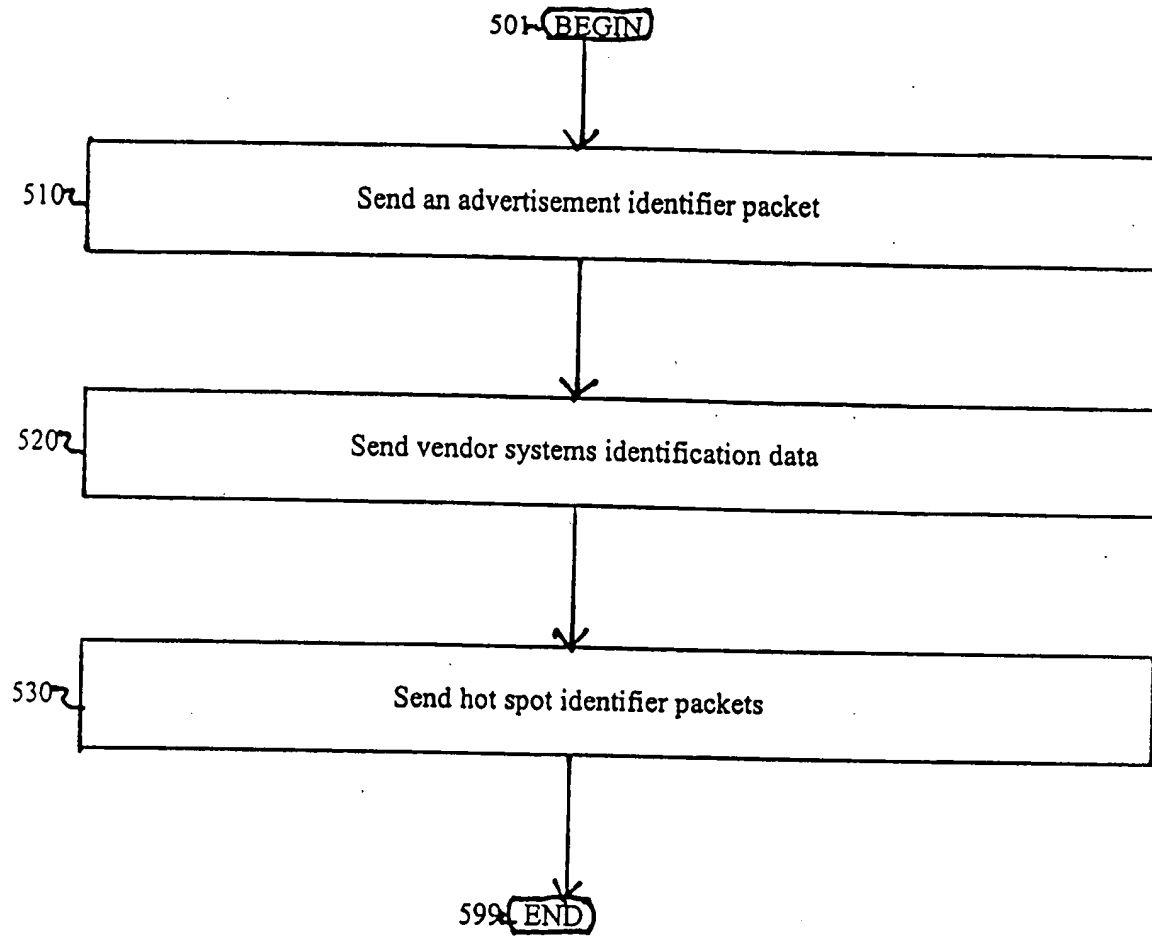 501 BEGIN
510 Send an advertisement identifier packet
520 Send vendor systems identification data
530 Send hot spot identifier packets
599 END